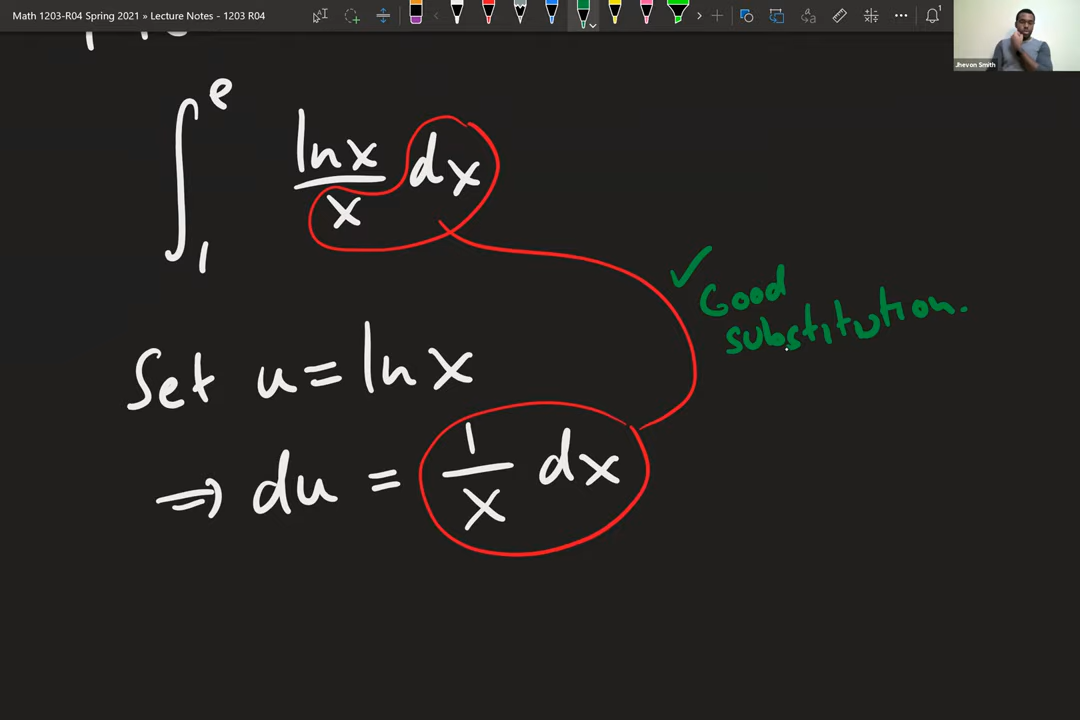 Math 1203-R04 Spring 2021 » Lecture Notes - 1203 R04
Jhevon Smith
∫₁ᵉ ln x / x dx
✓ Good
substitution.
Set u = ln x
⇒ du = 1/x dx